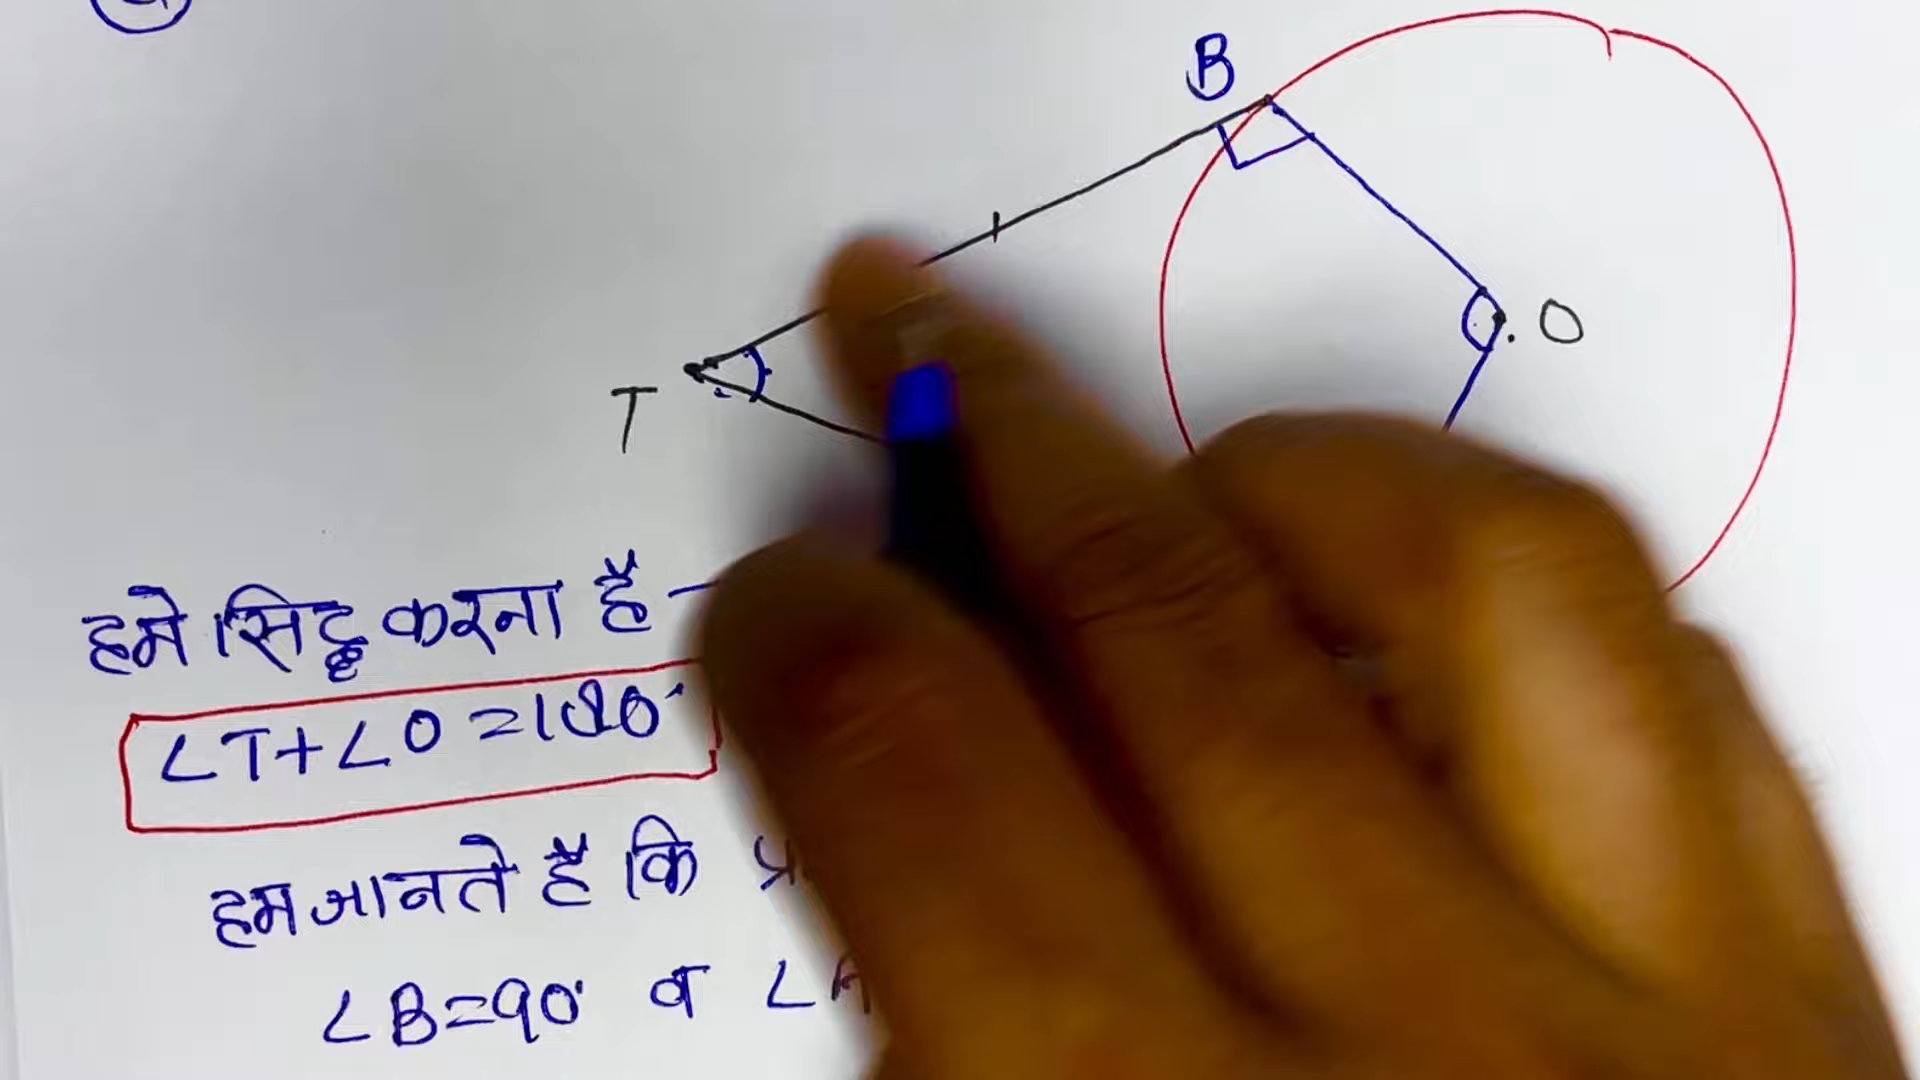 B
O
T
हमे सिद्ध करना है -
∠T+∠O=180°
हम जानते है कि
∠B=90° व ∠A